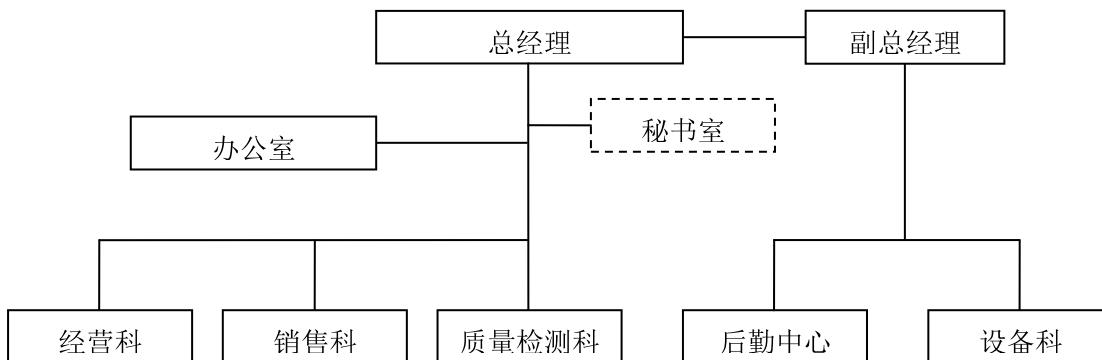 总经理
副总经理
秘书室
办公室
经营科
销售科
质量检测科
后勤中心
设备科